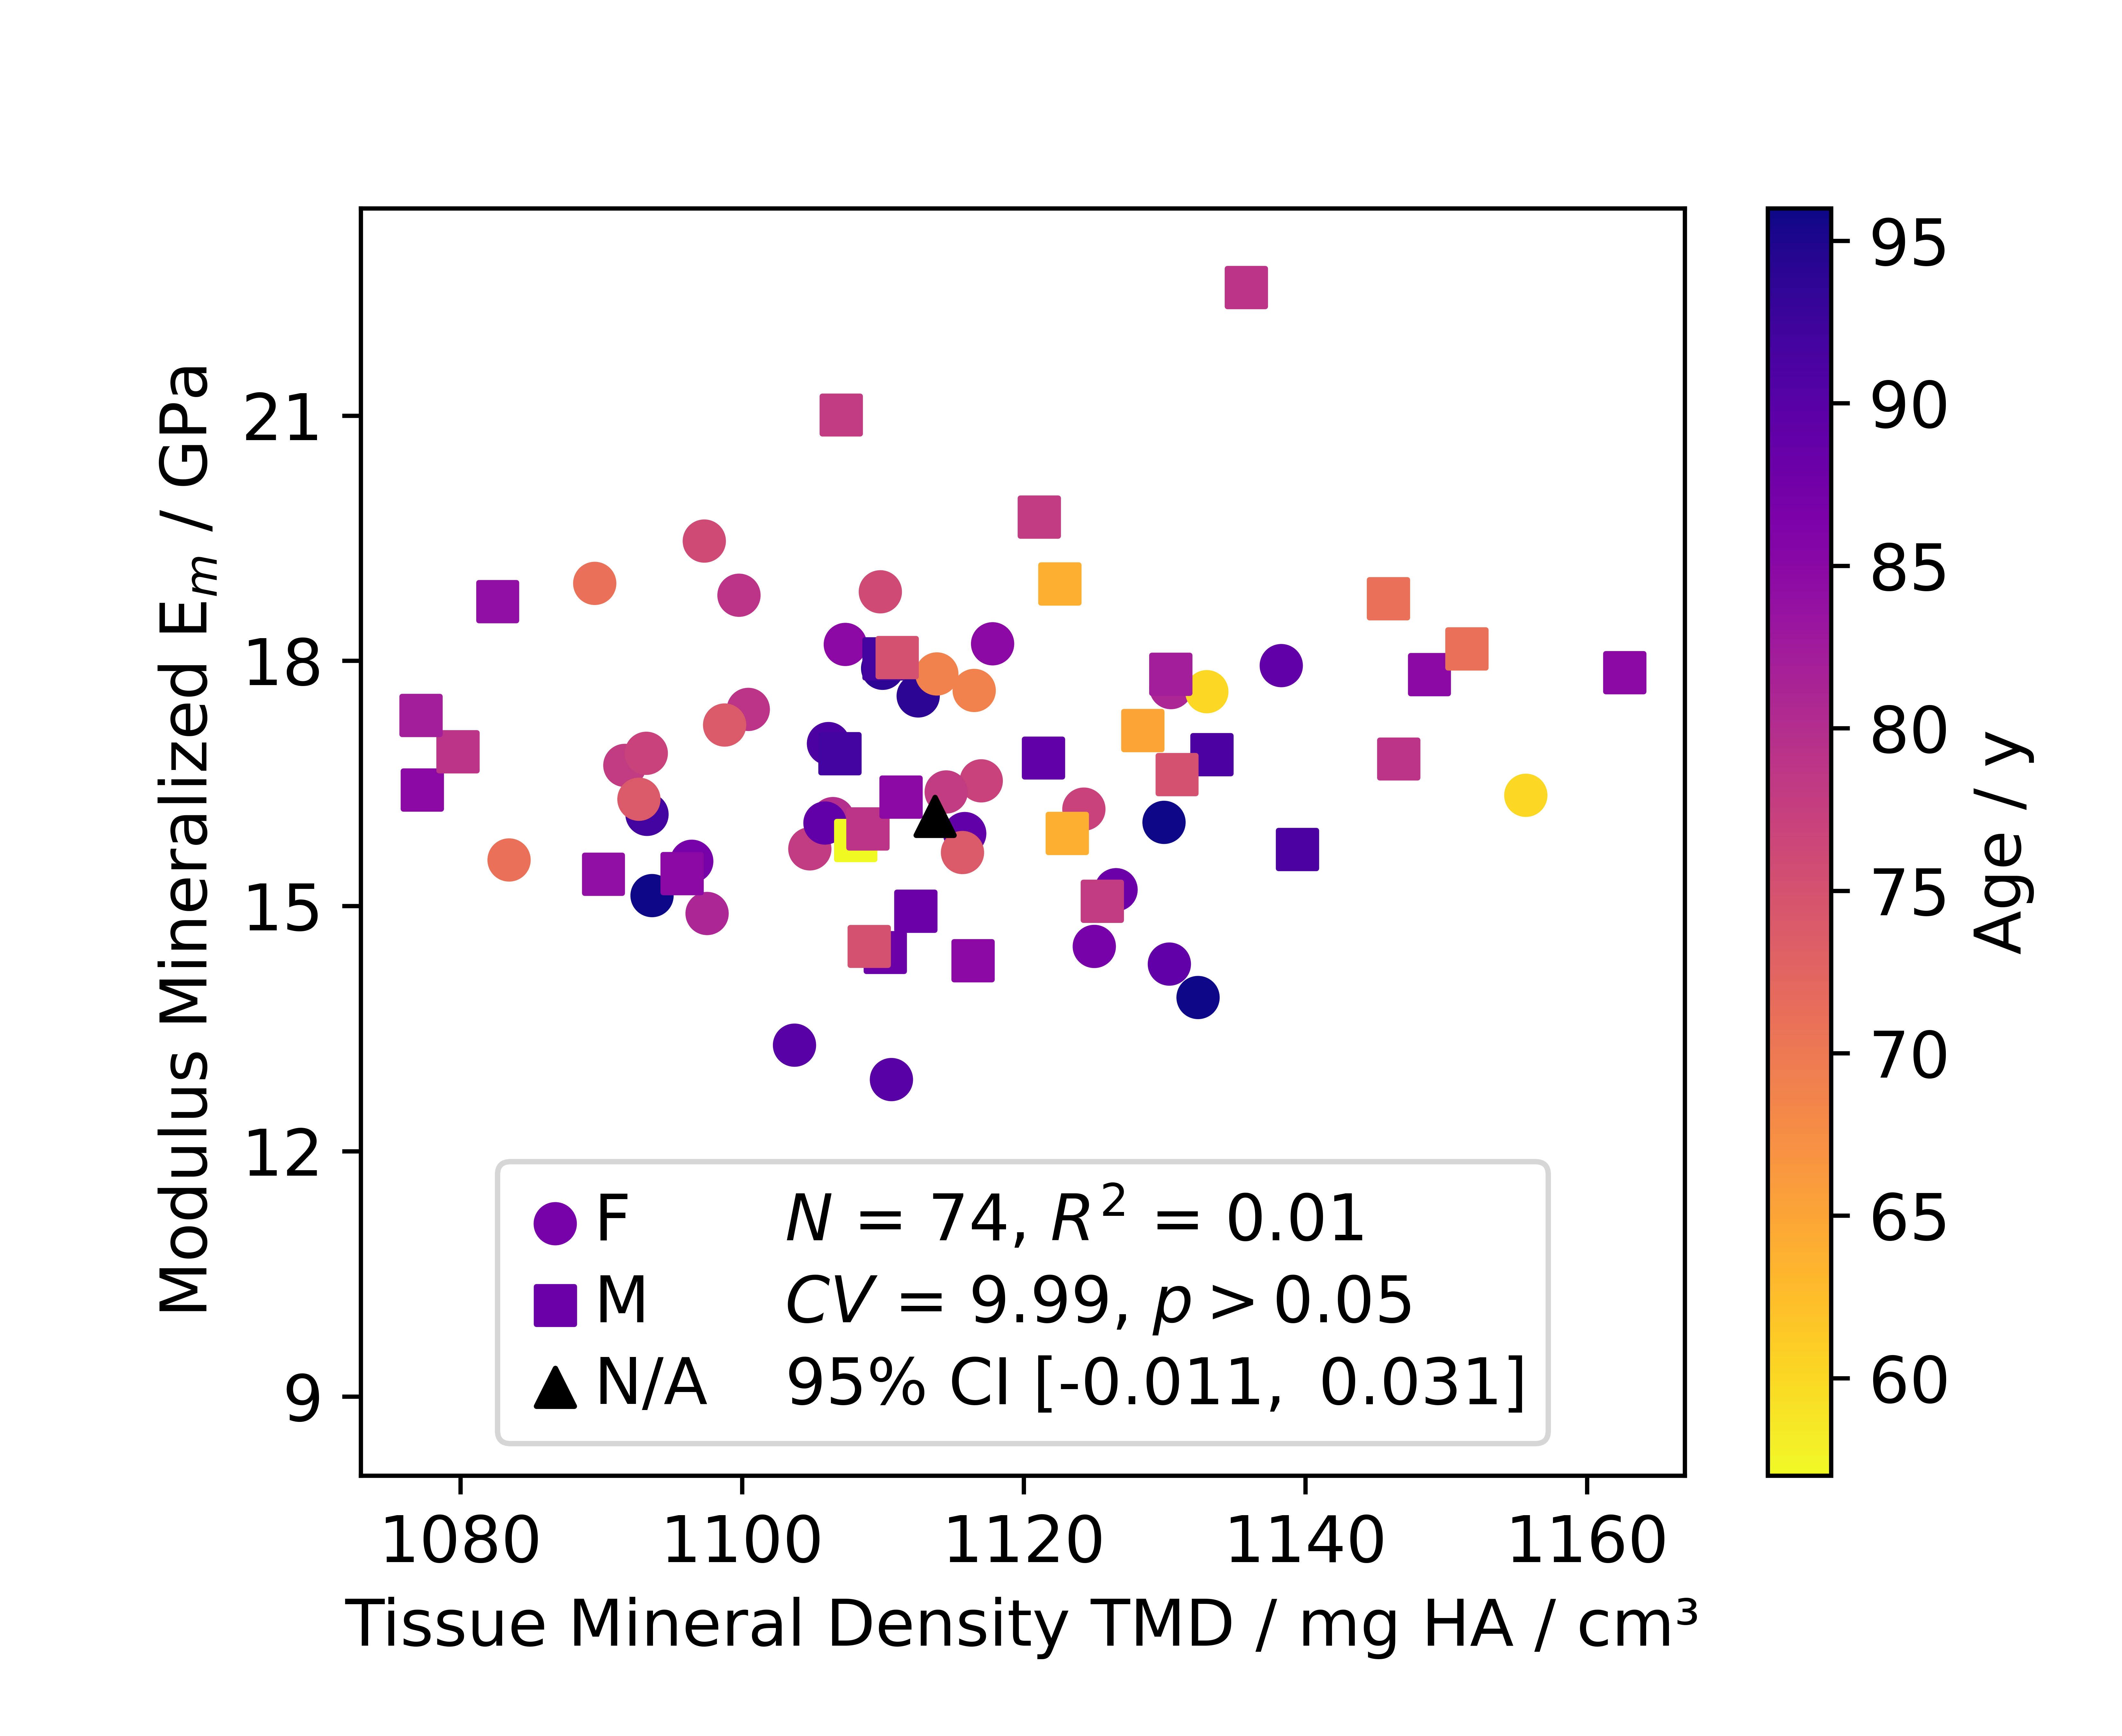 Modulus Mineralized Eₘ / GPa
21
18
15
12
9
F N = 74, R² = 0.01
M CV = 9.99, p > 0.05
N/A 95% CI [-0.011, 0.031]
1080 1100 1120 1140 1160
Tissue Mineral Density TMD / mg HA / cm³
95
90
85
80
75
70
65
60
Age / y